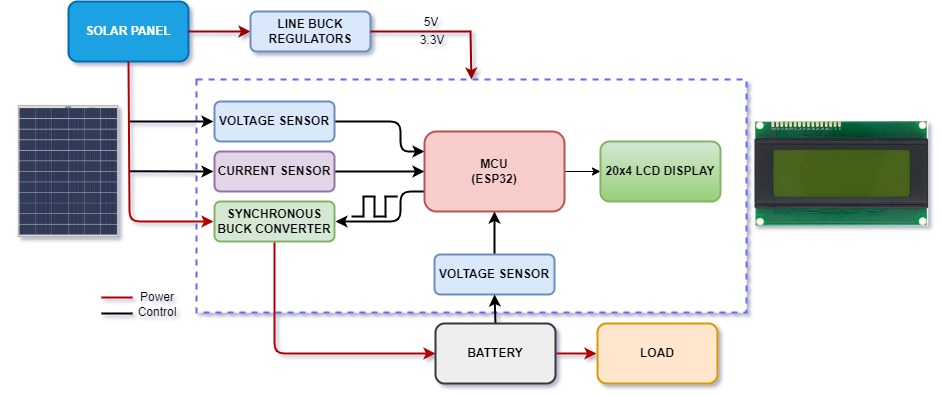 SOLAR PANEL
LINE BUCK
REGULATORS
5V
3.3V
VOLTAGE SENSOR
CURRENT SENSOR
SYNCHRONOUS
BUCK CONVERTER
MCU
(ESP32)
20x4 LCD DISPLAY
VOLTAGE SENSOR
Power
Control
BATTERY
LOAD